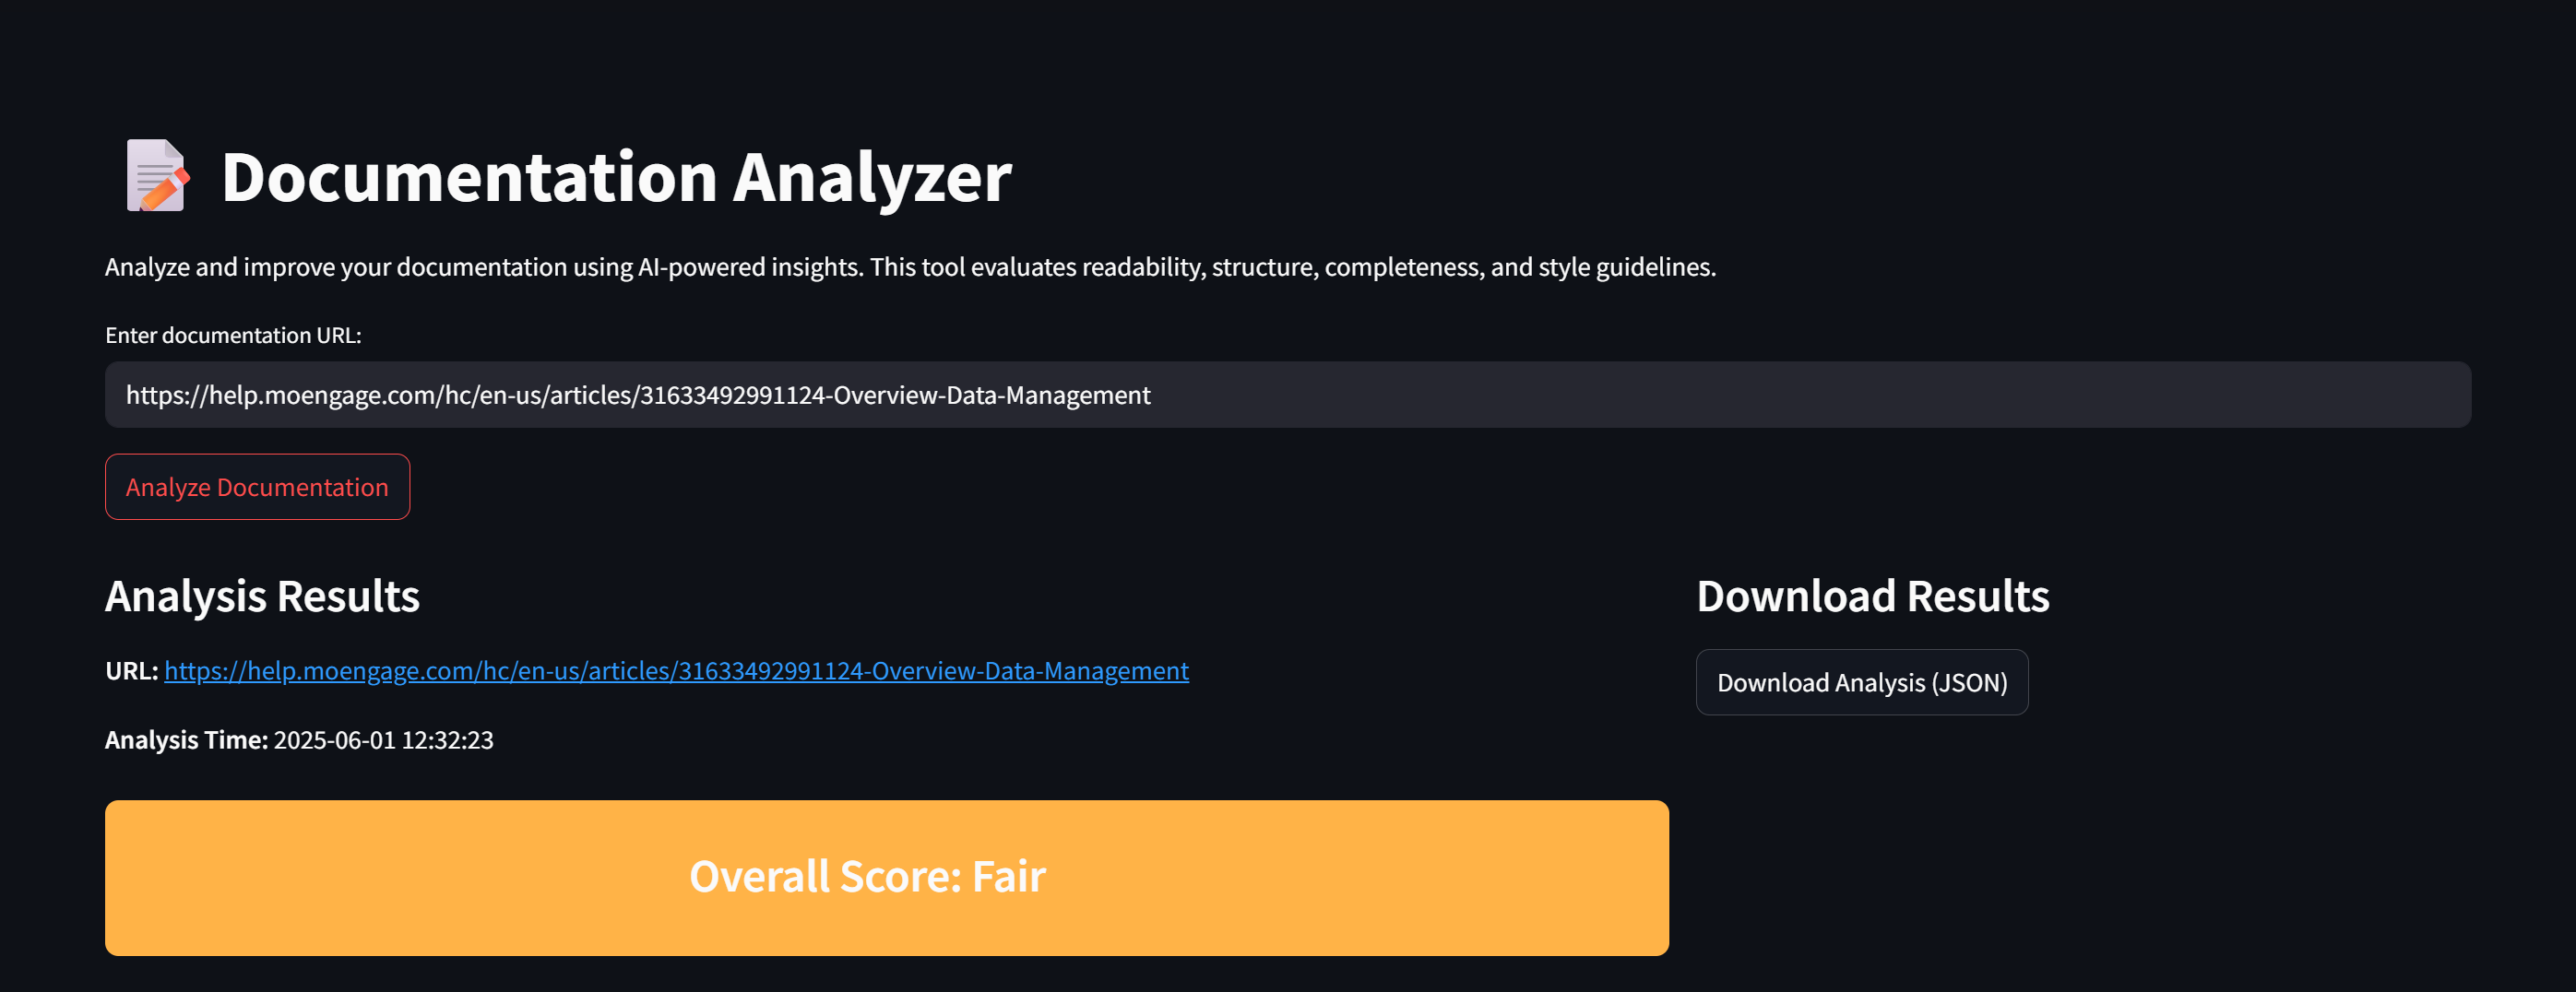 Documentation Analyzer
Analyze and improve your documentation using AI-powered insights. This tool evaluates readability, structure, completeness, and style guidelines.
Enter documentation URL:
https://help.moengage.com/hc/en-us/articles/31633492991124-Overview-Data-Management
Analyze Documentation
Analysis Results
URL: https://help.moengage.com/hc/en-us/articles/31633492991124-Overview-Data-Management
Analysis Time: 2025-06-01 12:32:23
Overall Score: Fair
Download Results
Download Analysis (JSON)